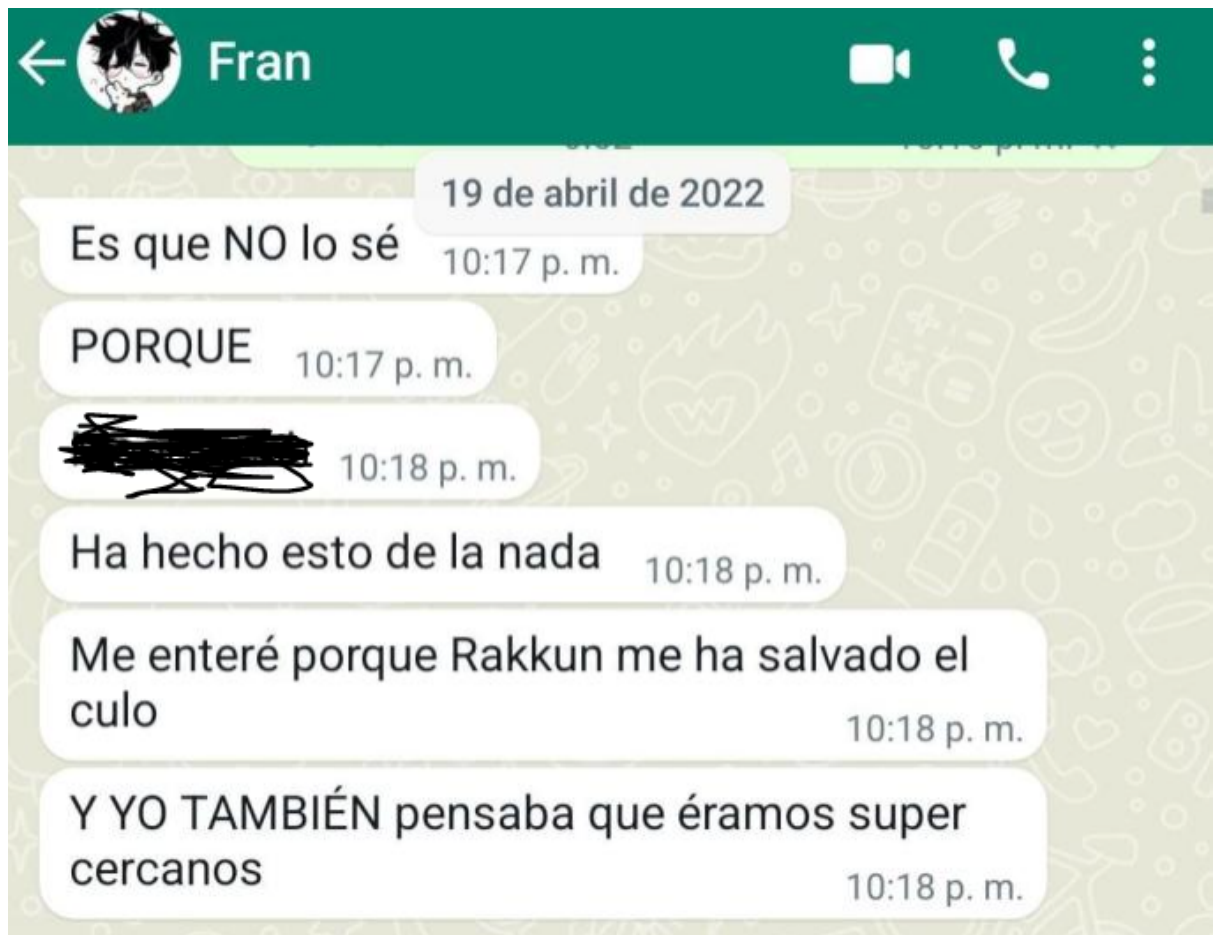 Fran
19 de abril de 2022
Es que NO lo sé 10:17 p. m.
PORQUE 10:17 p. m.
10:18 p. m.
Ha hecho esto de la nada 10:18 p. m.
Me enteré porque Rakkun me ha salvado el
culo 10:18 p. m.
Y YO TAMBIÉN pensaba que éramos super
cercanos 10:18 p. m.